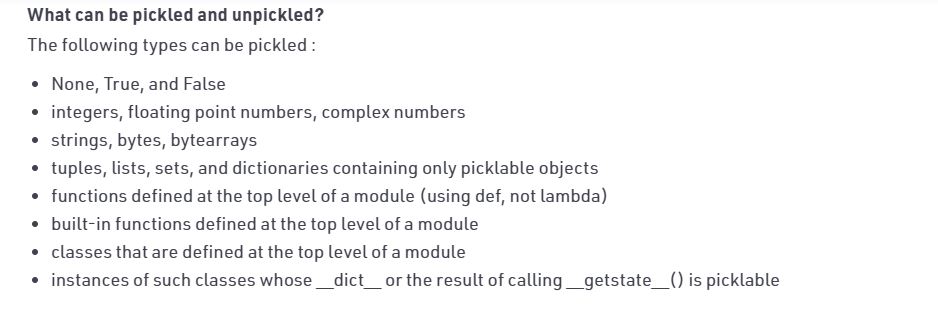 What can be pickled and unpickled?
The following types can be pickled :
• None, True, and False
• integers, floating point numbers, complex numbers
• strings, bytes, bytearrays
• tuples, lists, sets, and dictionaries containing only picklable objects
• functions defined at the top level of a module (using def, not lambda)
• built-in functions defined at the top level of a module
• classes that are defined at the top level of a module
• instances of such classes whose __dict__ or the result of calling __getstate__() is picklable